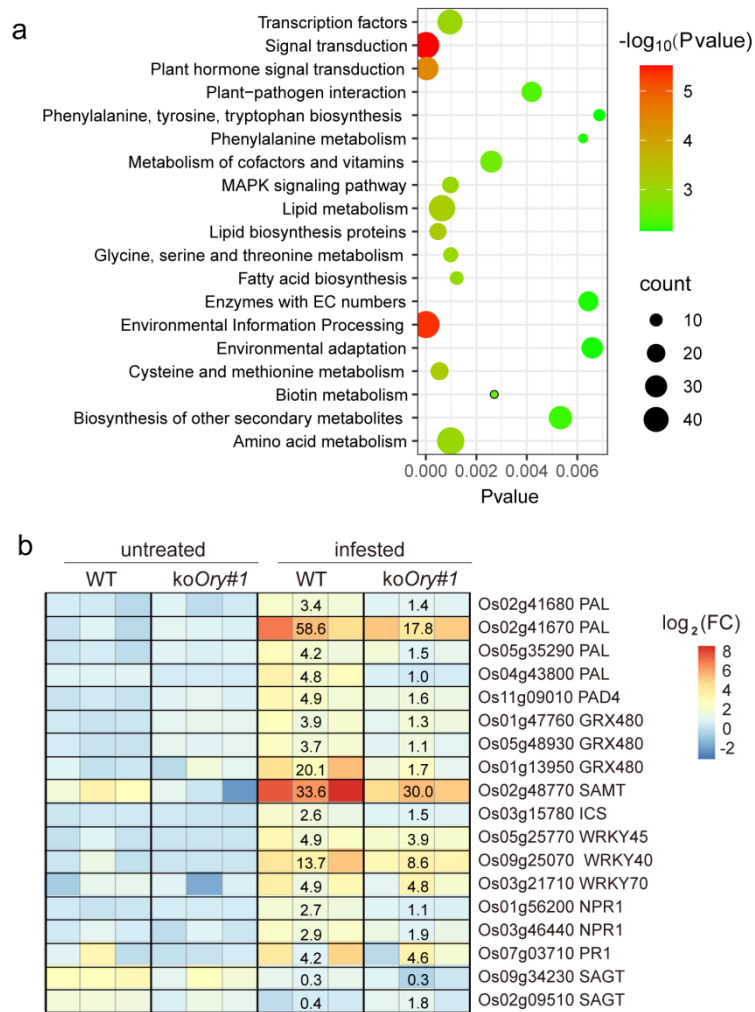 a
Transcription factors
Signal transduction
Plant hormone signal transduction
Plant−pathogen interaction
Phenylalanine, tyrosine, tryptophan biosynthesis
Phenylalanine metabolism
Metabolism of cofactors and vitamins
MAPK signaling pathway
Lipid metabolism
Lipid biosynthesis proteins
Glycine, serine and threonine metabolism
Fatty acid biosynthesis
Enzymes with EC numbers
Environmental Information Processing
Environmental adaptation
Cysteine and methionine metabolism
Biotin metabolism
Biosynthesis of other secondary metabolites
Amino acid metabolism
0.000 0.002 0.004 0.006
Pvalue
-log10(Pvalue)
5
4
3
count
10
20
30
40
b
untreated infested
WT koOry#1 WT koOry#1
3.4 1.4 Os02g41680 PAL
58.6 17.8 Os02g41670 PAL
4.2 1.5 Os05g35290 PAL
4.8 1.0 Os04g43800 PAL
4.9 1.6 Os11g09010 PAD4
3.9 1.3 Os01g47760 GRX480
3.7 1.1 Os05g48930 GRX480
20.1 1.7 Os01g13950 GRX480
33.6 30.0 Os02g48770 SAMT
2.6 1.5 Os03g15780 ICS
4.9 3.9 Os05g25770 WRKY45
13.7 8.6 Os09g25070 WRKY40
4.9 4.8 Os03g21710 WRKY70
2.7 1.1 Os01g56200 NPR1
2.9 1.9 Os03g46440 NPR1
4.2 4.6 Os07g03710 PR1
0.3 0.3 Os09g34230 SAGT
0.4 1.8 Os02g09510 SAGT
log2(FC)
8
6
4
2
0
-2